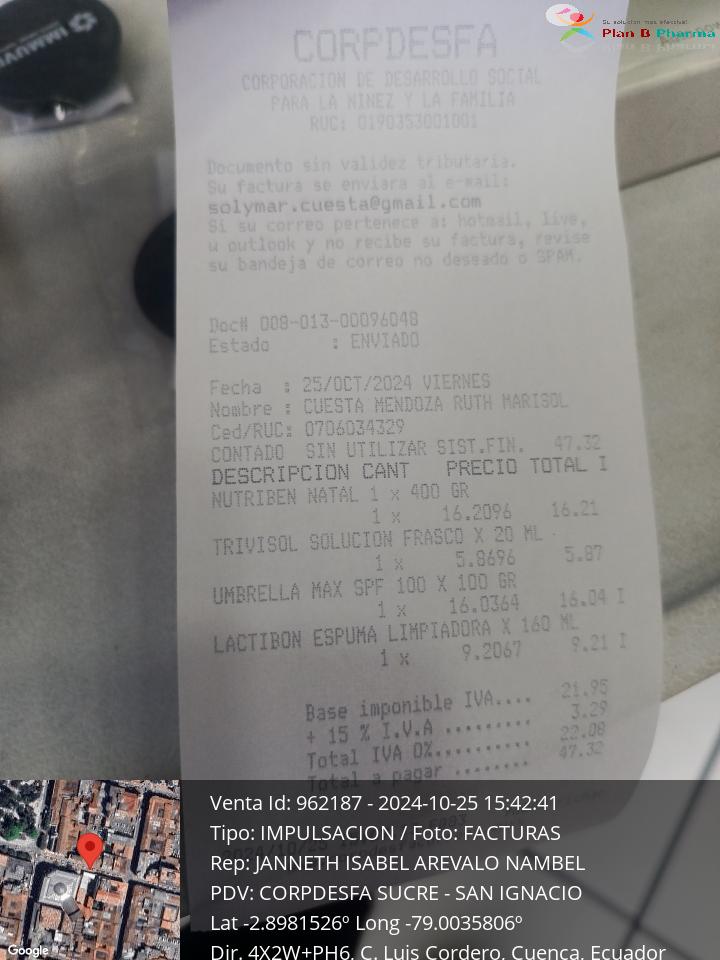 IMMUVI
Su solución más efectiva!
Plan B Pharma
CORPDESFA
CORPORACION DE DESARROLLO SOCIAL
PARA LA NINEZ Y LA FAMILIA
RUC: 0190353001001
Documento sin validez tributaria.
Su factura se enviara al e-mail:
solymar.cuesta@gmail.com
Si su correo pertenece a: hotmail, live,
u outlook y no recibe su factura, revise
su bandeja de correo no deseado o SPAM.
Doc# 008-013-00096048
Estado : ENVIADO
Fecha : 25/OCT/2024 VIERNES
Nombre : CUESTA MENDOZA RUTH MARISOL
Ced/RUC: 0706034329
CONTADO SIN UTILIZAR SIST.FIN. 47.32
DESCRIPCION CANT PRECIO TOTAL I
NUTRIBEN NATAL 1 x 400 GR
1 x 16.2096 16.21
TRIVISOL SOLUCION FRASCO X 20 ML
1 x 5.8696 5.87
UMBRELLA MAX SPF 100 X 100 GR
1 x 16.0364 16.04 I
LACTIBON ESPUMA LIMPIADORA X 160 ML
1 x 9.2067 9.21 I
Base imponible IVA.... 21.95
+ 15 % I.V.A ......... 3.29
Total IVA 0%.......... 22.08
Total a pagar ........ 47.32
Venta Id: 962187 - 2024-10-25 15:42:41
Tipo: IMPULSACION / Foto: FACTURAS
Rep: JANNETH ISABEL AREVALO NAMBEL
PDV: CORPDESFA SUCRE - SAN IGNACIO
Lat -2.8981526º Long -79.0035806º
Dir. 4X2W+PH6, C. Luis Cordero, Cuenca, Ecuador
Google